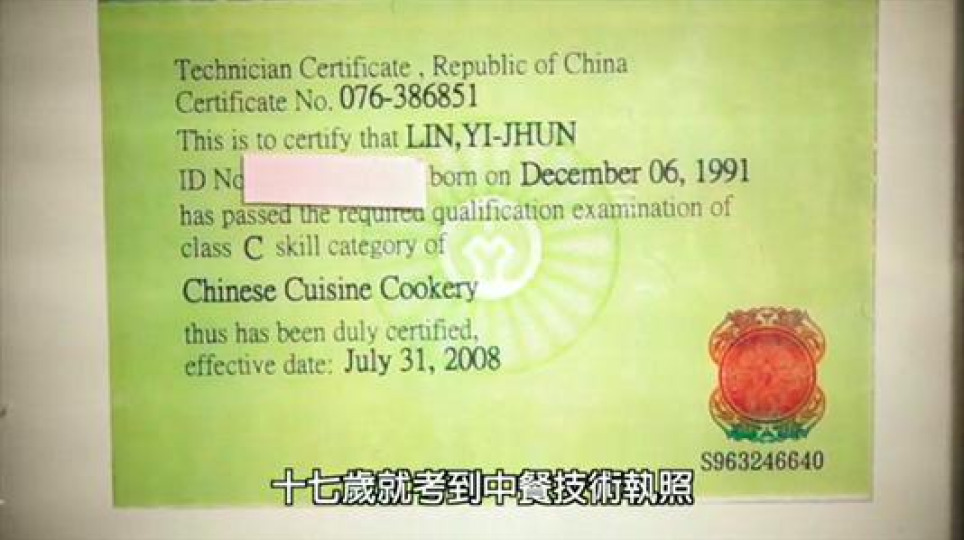 Technician Certificate , Republic of China
Certificate No. 076-386851
This is to certify that LIN,YI-JHUN
ID No born on December 06, 1991
has passed the required qualification examination of
class C skill category of
Chinese Cuisine Cookery
thus has been duly certified,
effective date: July 31, 2008
S963246640
十七歲就考到中餐技術執照